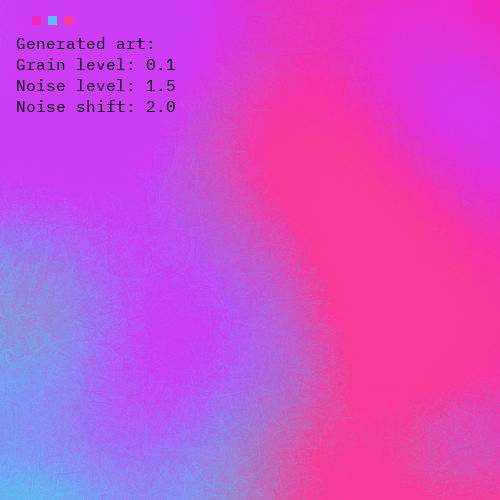 Generated art:
Grain level: 0.1
Noise level: 1.5
Noise shift: 2.0